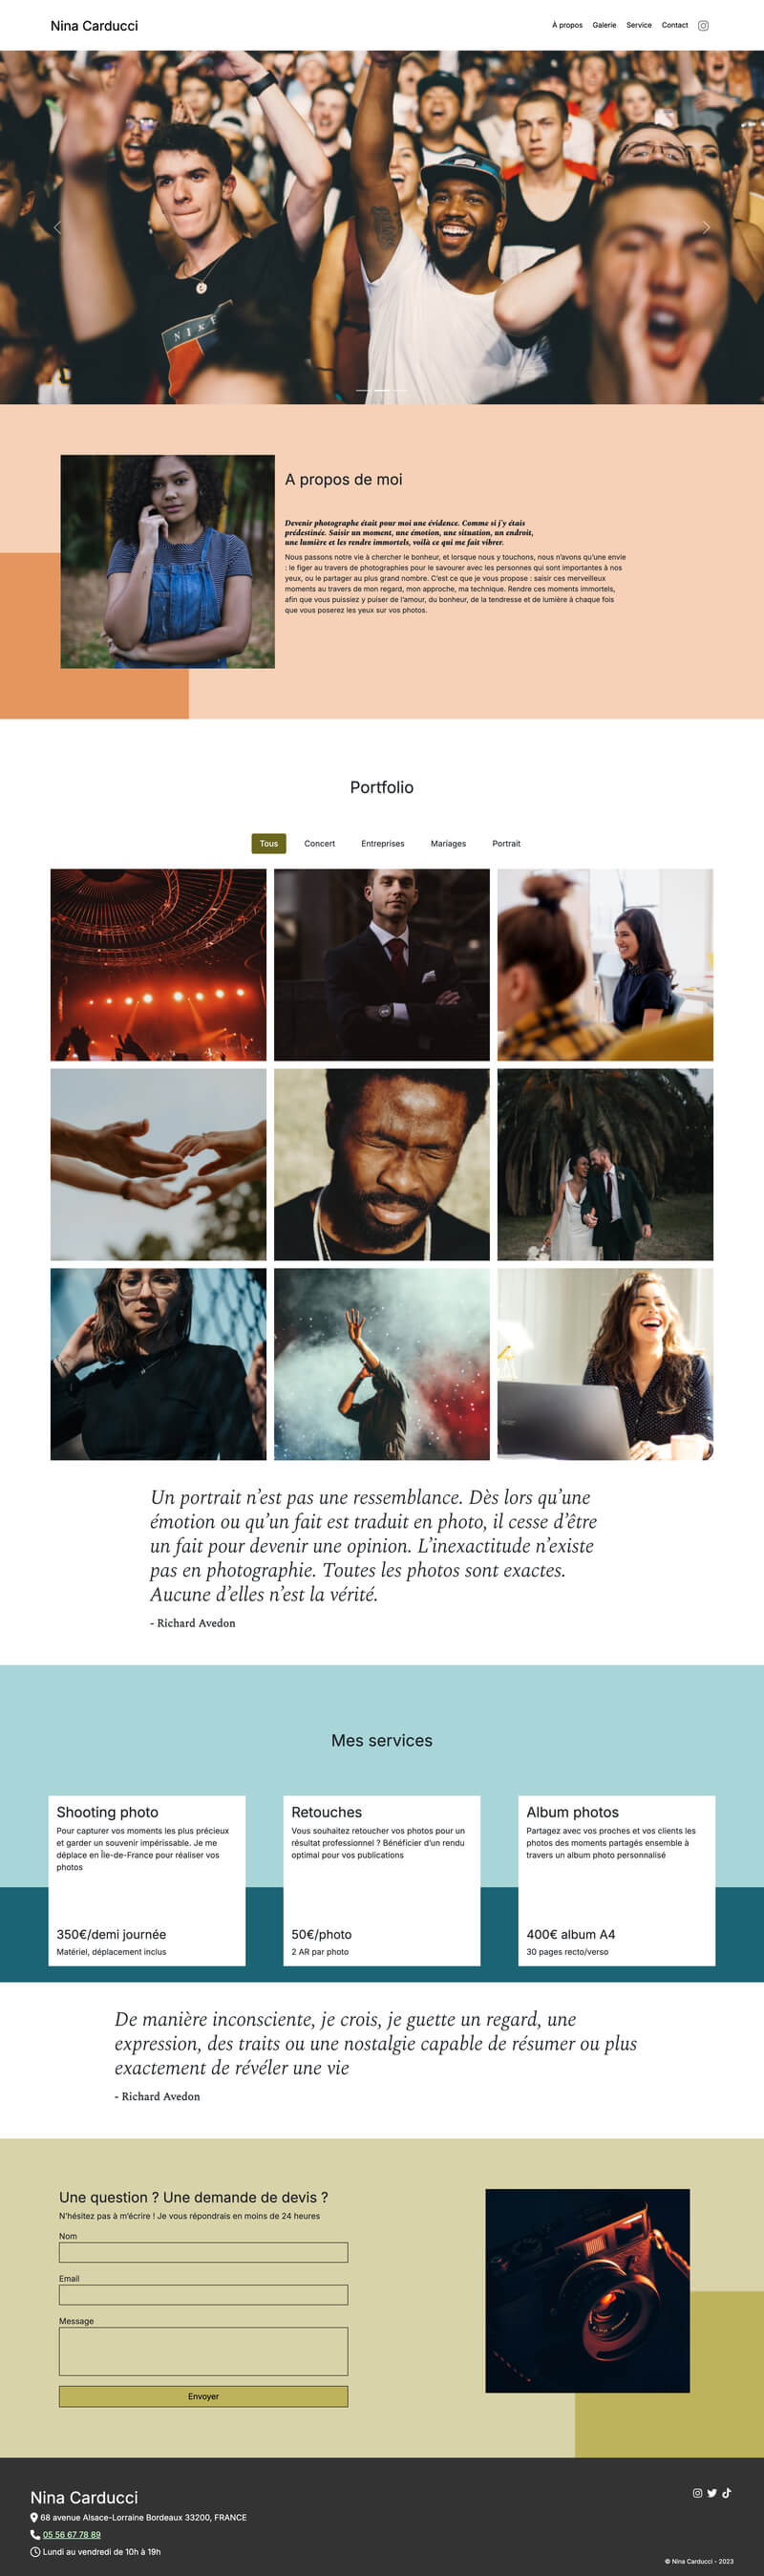 Nina Carducci
À propos Galerie Service Contact
NIKE
A propos de moi
Devenir photographe était pour moi une évidence. Comme si j'y étais
prédestinée. Saisir un moment, une émotion, une situation, un endroit,
une lumière et les rendre immortels, voilà ce qui me fait vibrer.
Nous passons notre vie à chercher le bonheur, et lorsque nous y touchons, nous n'avons qu'une envie
: le figer au travers de photographies pour le savourer avec les personnes qui sont importantes à nos
yeux, ou le partager au plus grand nombre. C'est ce que je vous propose : saisir ces merveilleux
moments au travers de mon regard, mon approche, ma technique. Rendre ces moments immortels,
afin que vous puissiez y puiser de l'amour, du bonheur, de la tendresse et de lumière à chaque fois
que vous poserez les yeux sur vos photos.
Portfolio
Tous Concert Entreprises Mariages Portrait
Un portrait n'est pas une ressemblance. Dès lors qu'une
émotion ou qu'un fait est traduit en photo, il cesse d'être
un fait pour devenir une opinion. L'inexactitude n'existe
pas en photographie. Toutes les photos sont exactes.
Aucune d'elles n'est la vérité.
- Richard Avedon
Mes services
Shooting photo
Pour capturer vos moments les plus précieux
et garder un souvenir impérissable. Je me
déplace en Île-de-France pour réaliser vos
photos
350€/demi journée
Matériel, déplacement inclus
Retouches
Vous souhaitez retoucher vos photos pour un
résultat professionnel ? Bénéficier d'un rendu
optimal pour vos publications
50€/photo
2 AR par photo
Album photos
Partagez avec vos proches et vos clients les
photos des moments partagés ensemble à
travers un album photo personnalisé
400€ album A4
30 pages recto/verso
De manière inconsciente, je crois, je guette un regard, une
expression, des traits ou une nostalgie capable de résumer ou plus
exactement de révéler une vie
- Richard Avedon
Une question ? Une demande de devis ?
N'hésitez pas à m'écrire ! Je vous répondrais en moins de 24 heures
Nom
Email
Message
Envoyer
Nina Carducci
68 avenue Alsace-Lorraine Bordeaux 33200, FRANCE
05 56 67 78 89
Lundi au vendredi de 10h à 19h
© Nina Carducci - 2023